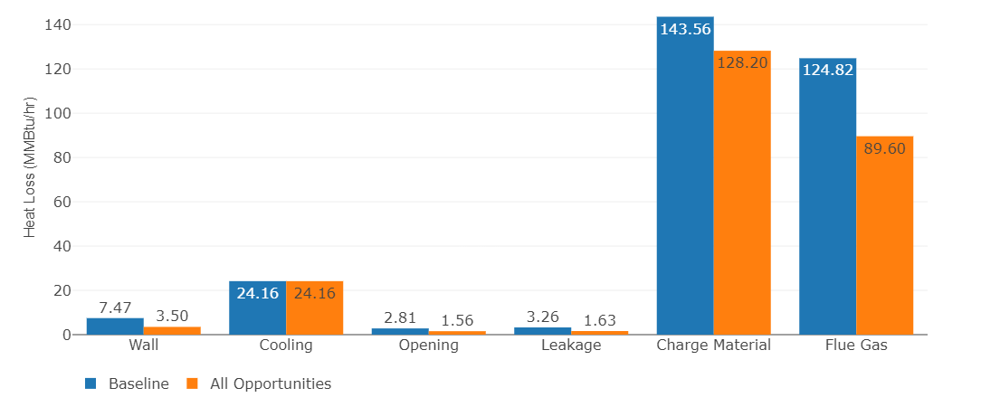 140
120
100
80
60
40
20
0
Heat Loss (MMBtu/hr)
7.47
3.50
24.16
24.16
2.81
1.56
3.26
1.63
143.56
128.20
124.82
89.60
Wall
Cooling
Opening
Leakage
Charge Material
Flue Gas
Baseline
All Opportunities